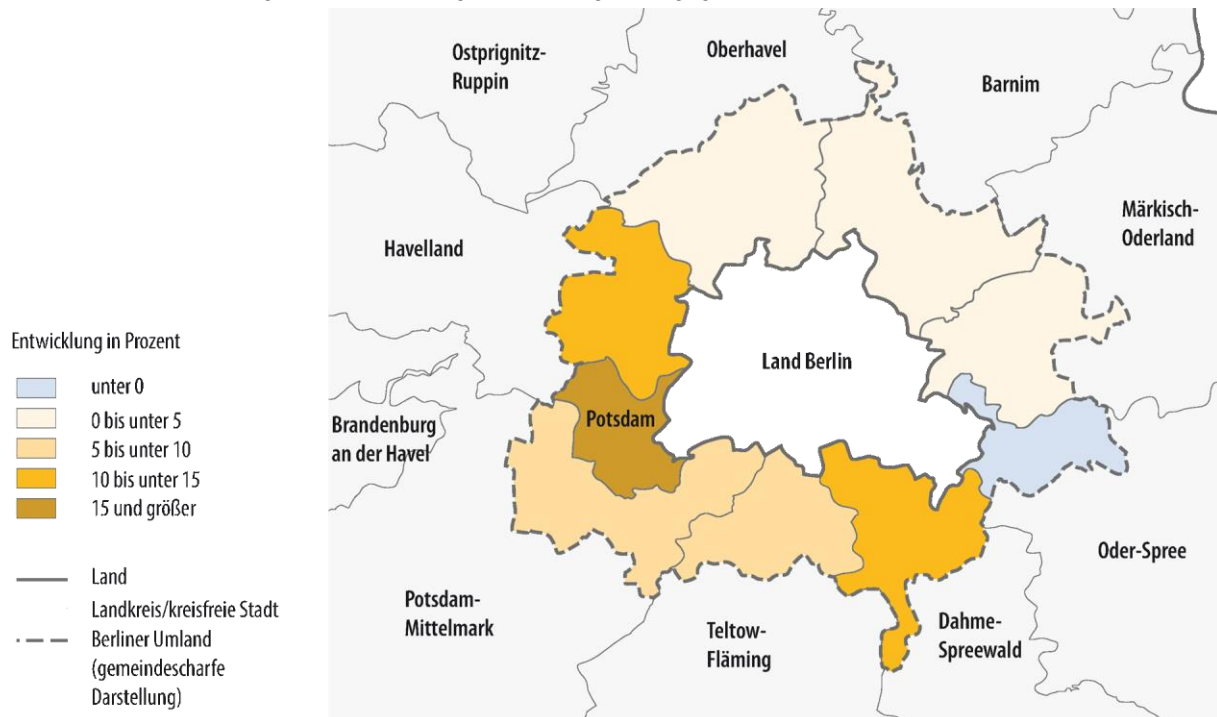 Ostprignitz-
Ruppin
Oberhavel
Barnim
Märkisch-
Oderland
Havelland
Land Berlin
Potsdam
Brandenburg
an der Havel
Oder-Spree
Potsdam-
Mittelmark
Teltow-
Fläming
Dahme-
Spreewald
Entwicklung in Prozent
unter 0
0 bis unter 5
5 bis unter 10
10 bis unter 15
15 und größer
Land
Landkreis/kreisfreie Stadt
Berliner Umland
(gemeindescharfe
Darstellung)